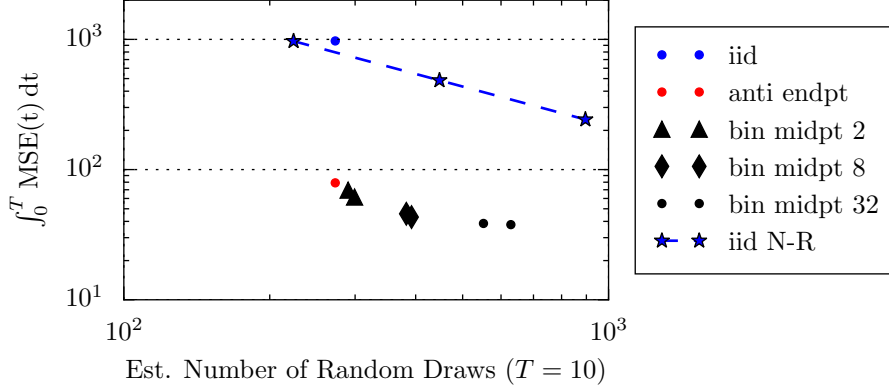 10^3
10^2
10^1
10^2
10^3
∫_0^T MSE(t) dt
Est. Number of Random Draws (T = 10)
iid
anti endpt
bin midpt 2
bin midpt 8
bin midpt 32
iid N-R